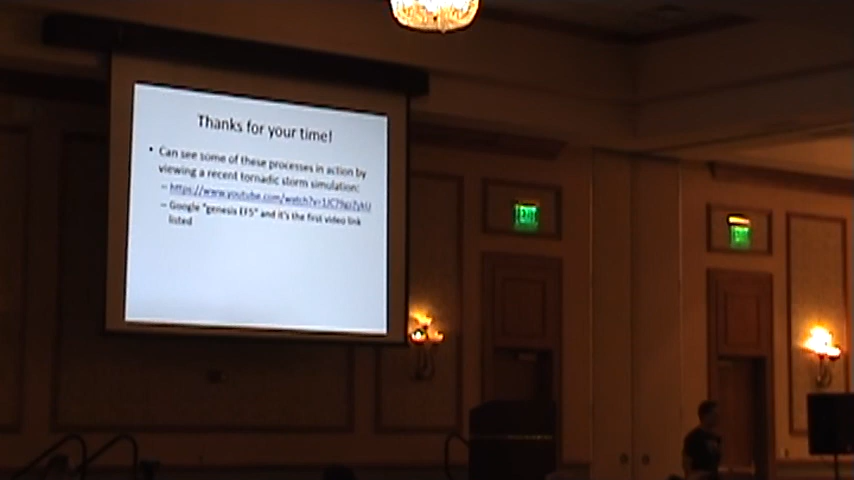 Thanks for your time!
• Can see some of these processes in action by
viewing a recent tornadic storm simulation:
– https://www.youtube.com/watch?
– Google "genesis EF5" and it's the first video link
listed
EXIT
EXIT